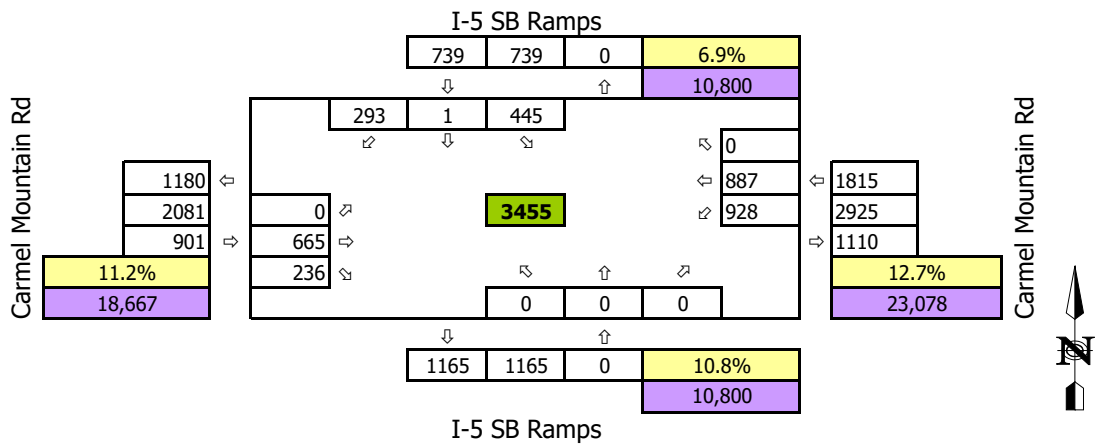 I-5 SB Ramps
739 739 0 6.9%
⇩ ⇧ 10,800
293 1 445
⬃ ⇩ ⬂
⬁ 0
1180 ⇦ ⇦ 887 ⇦ 1815
2081 0 ⬀ 3455 ⬃ 928 2925
901 ⇨ 665 ⇨ ⇨ 1110
11.2% 236 ⬂ ⬁ ⇧ ⬀ 12.7%
18,667 0 0 0 23,078
⇩ ⇧
1165 1165 0 10.8%
10,800
I-5 SB Ramps
Carmel Mountain Rd
Carmel Mountain Rd
N